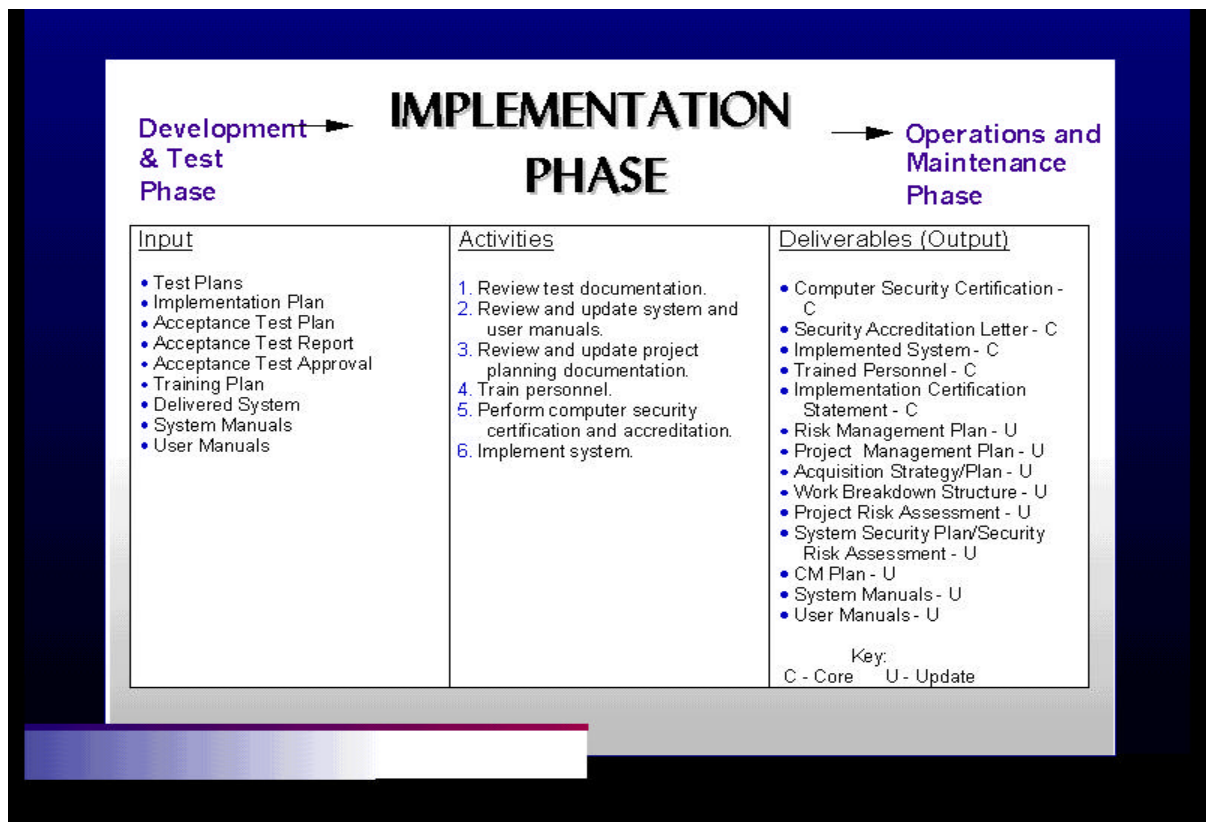 IMPLEMENTATION
PHASE
Development
& Test
Phase
Operations and
Maintenance
Phase
Input
• Test Plans
• Implementation Plan
• Acceptance Test Plan
• Acceptance Test Report
• Acceptance Test Approval
• Training Plan
• Delivered System
• System Manuals
• User Manuals
Activities
1. Review test documentation.
2. Review and update system and
user manuals.
3. Review and update project
planning documentation.
4. Train personnel.
5. Perform computer security
certification and accreditation.
6. Implement system.
Deliverables (Output)
• Computer Security Certification -
C
• Security Accreditation Letter - C
• Implemented System - C
• Trained Personnel - C
• Implementation Certification
Statement - C
• Risk Management Plan - U
• Project Management Plan - U
• Acquisition Strategy/Plan - U
• Work Breakdown Structure - U
• Project Risk Assessment - U
• System Security Plan/Security
Risk Assessment - U
• CM Plan - U
• System Manuals - U
• User Manuals - U
Key:
C - Core U - Update